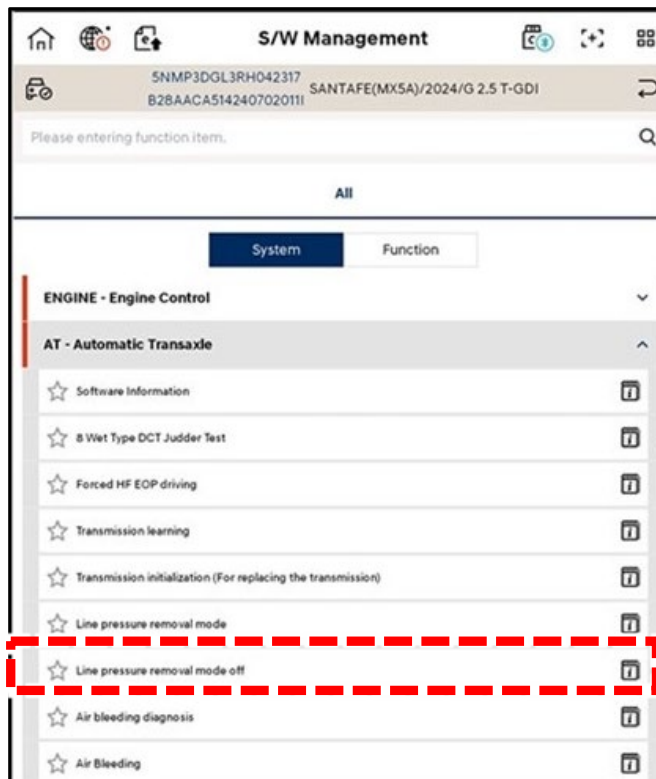 S/W Management
5NMP3DGL3RH042317
B28AACA514240702011I
SANTAFE(MX5A)/2024/G 2.5 T-GDI
Please entering function item.
All
System
Function
ENGINE - Engine Control
AT - Automatic Transaxle
Software Information
8 Wet Type DCT Judder Test
Forced HF EOP driving
Transmission learning
Transmission initialization (For replacing the transmission)
Line pressure removal mode
Line pressure removal mode off
Air bleeding diagnosis
Air Bleeding